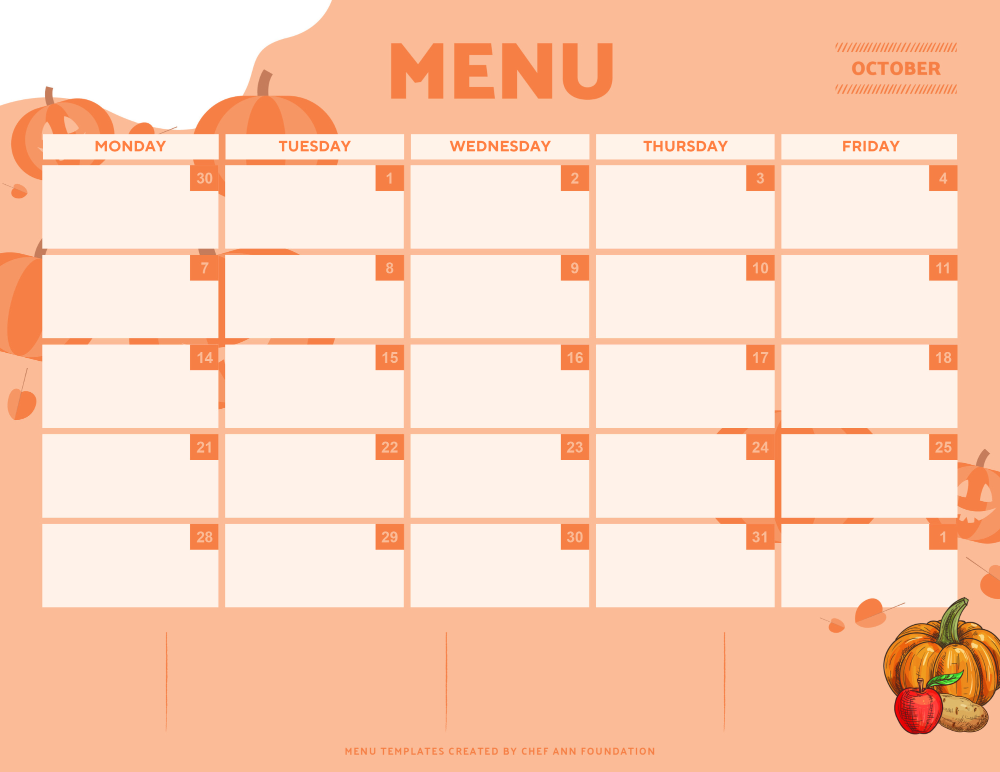 MENU
OCTOBER
MONDAY TUESDAY WEDNESDAY THURSDAY FRIDAY
30 1 2 3 4
7 8 9 10 11
14 15 16 17 18
21 22 23 24 25
28 29 30 31 1
MENU TEMPLATES CREATED BY CHEF ANN FOUNDATION